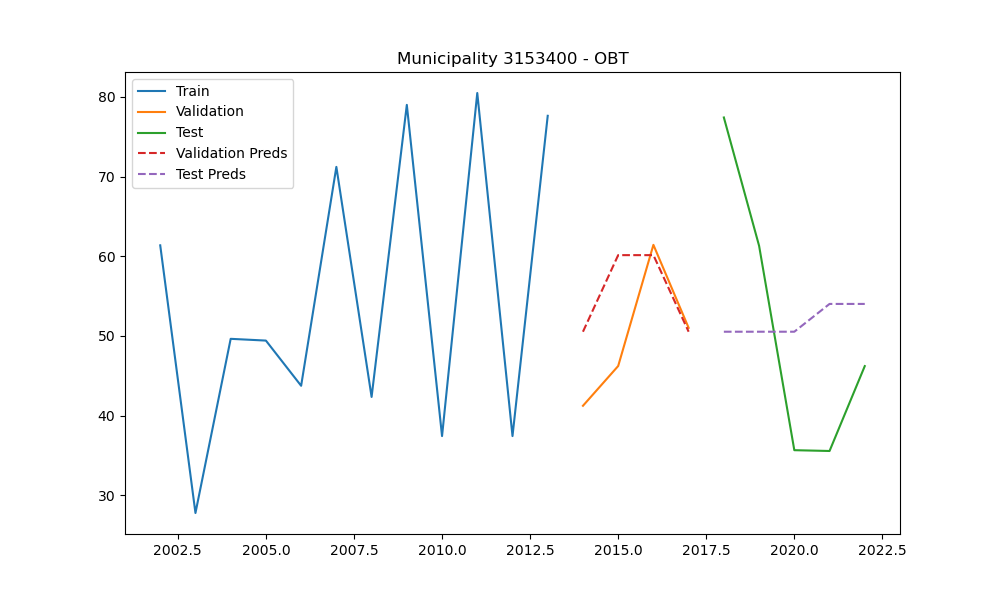 Municipality 3153400 - OBT
Train
Validation
Test
Validation Preds
Test Preds
80
70
60
50
40
30
2002.5 2005.0 2007.5 2010.0 2012.5 2015.0 2017.5 2020.0 2022.5